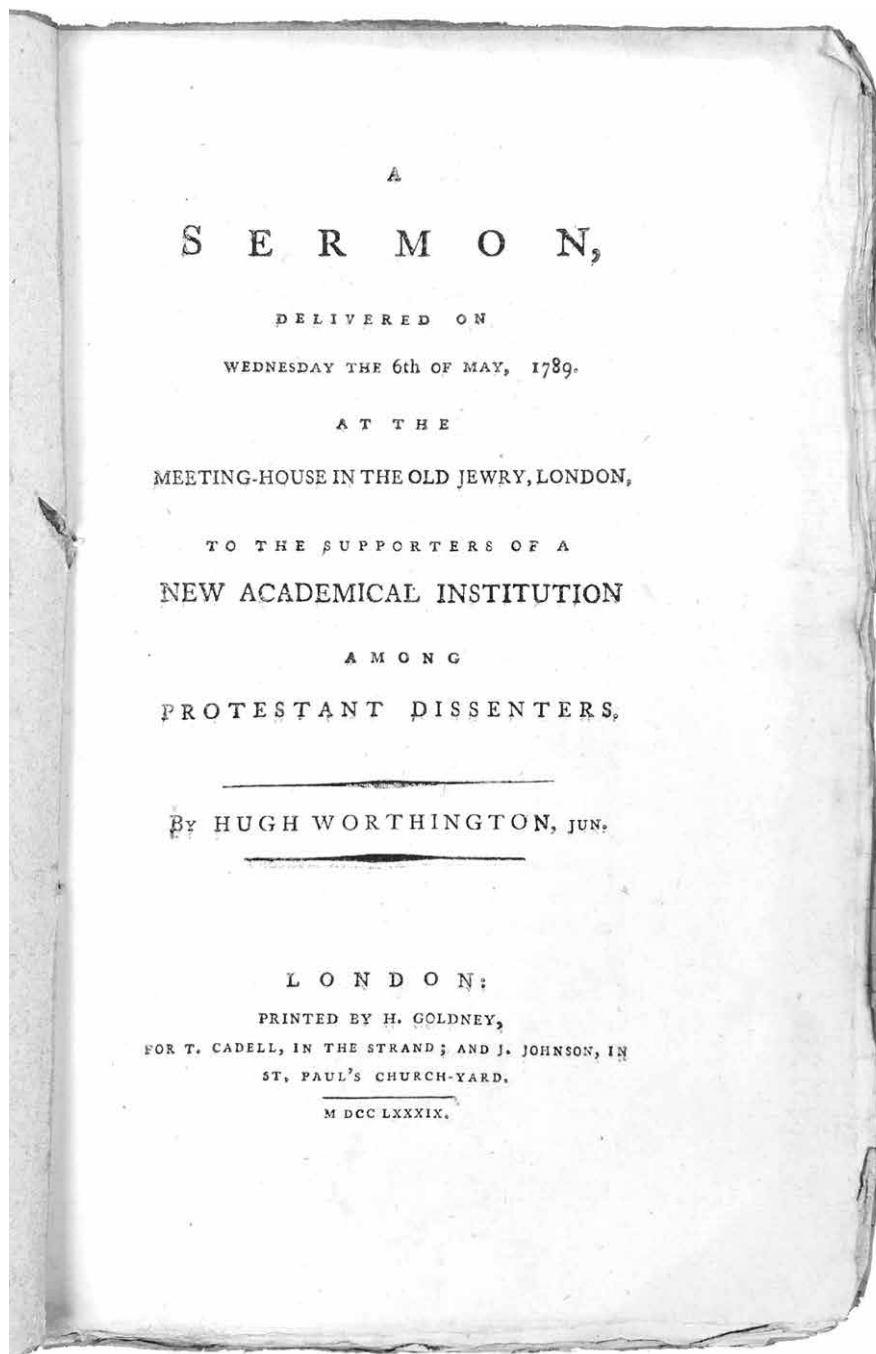 A
SERMON,
DELIVERED ON
WEDNESDAY THE 6th OF MAY, 1789.
AT THE
MEETING-HOUSE IN THE OLD JEWRY, LONDON,
TO THE SUPPORTERS OF A
NEW ACADEMICAL INSTITUTION
AMONG
PROTESTANT DISSENTERS.
BY HUGH WORTHINGTON, JUN.
LONDON:
PRINTED BY H. GOLDNEY,
FOR T. CADELL, IN THE STRAND; AND J. JOHNSON, IN
ST. PAUL'S CHURCH-YARD.
M DCC LXXXIX.